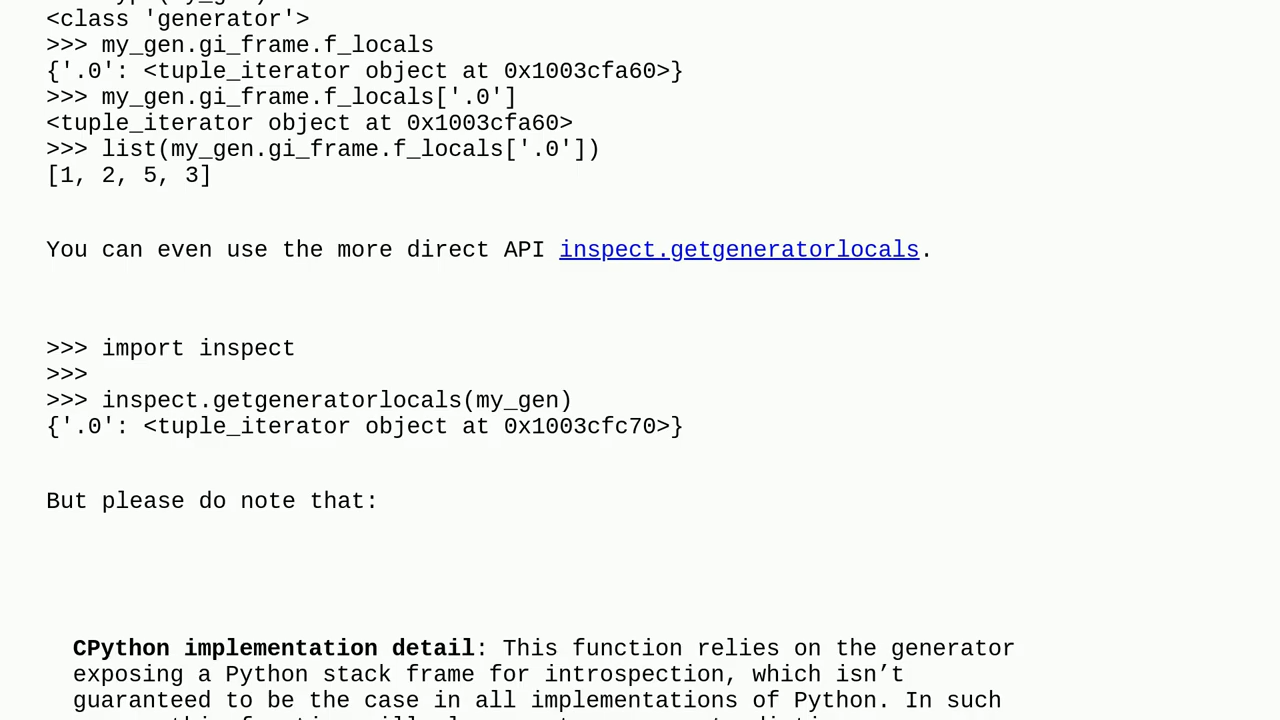 <class 'generator'>
>>> my_gen.gi_frame.f_locals
{'.0': <tuple_iterator object at 0x1003cfa60>}
>>> my_gen.gi_frame.f_locals['.0']
<tuple_iterator object at 0x1003cfa60>
>>> list(my_gen.gi_frame.f_locals['.0'])
[1, 2, 5, 3]
You can even use the more direct API inspect.getgeneratorlocals.
>>> import inspect
>>>
>>> inspect.getgeneratorlocals(my_gen)
{'.0': <tuple_iterator object at 0x1003cfc70>}
But please do note that:
CPython implementation detail: This function relies on the generator
exposing a Python stack frame for introspection, which isn’t
guaranteed to be the case in all implementations of Python. In such